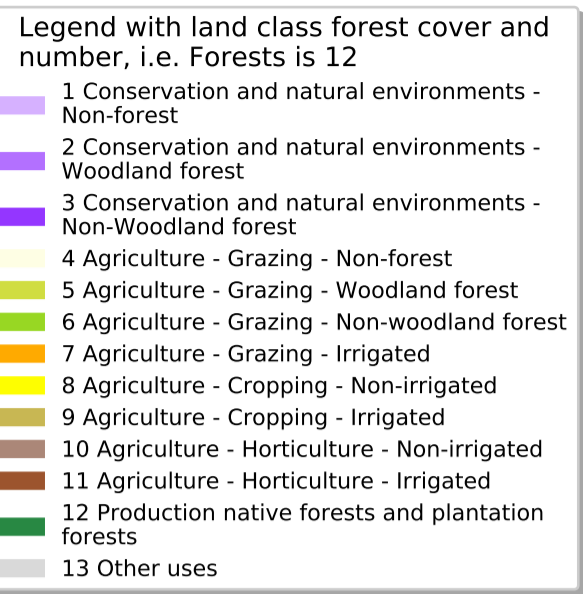 Legend with land class forest cover and
number, i.e. Forests is 12
1 Conservation and natural environments -
Non-forest
2 Conservation and natural environments -
Woodland forest
3 Conservation and natural environments -
Non-Woodland forest
4 Agriculture - Grazing - Non-forest
5 Agriculture - Grazing - Woodland forest
6 Agriculture - Grazing - Non-woodland forest
7 Agriculture - Grazing - Irrigated
8 Agriculture - Cropping - Non-irrigated
9 Agriculture - Cropping - Irrigated
10 Agriculture - Horticulture - Non-irrigated
11 Agriculture - Horticulture - Irrigated
12 Production native forests and plantation
forests
13 Other uses